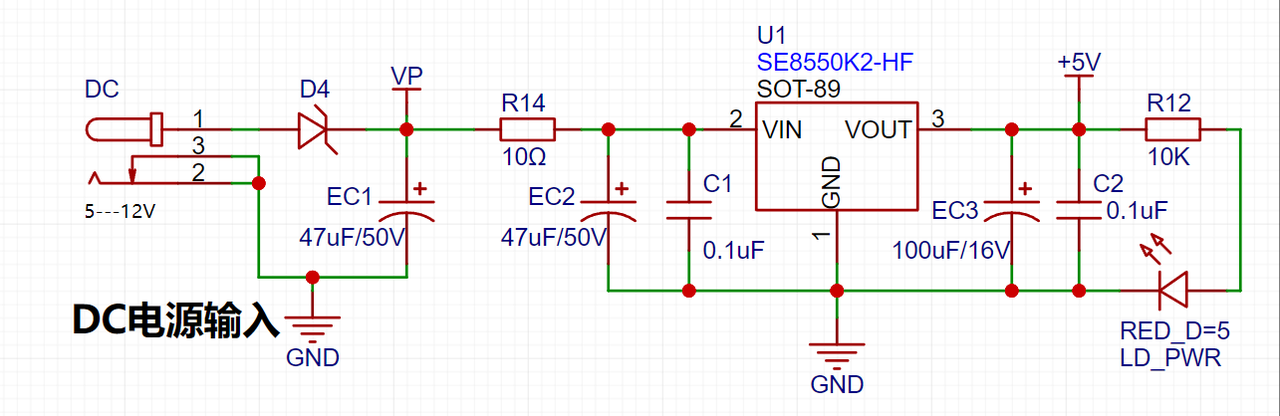 U1
SE8550K2-HF
SOT-89
DC
D4
VP
R14
10Ω
2
VIN
VOUT
3
GND
1
+5V
R12
10K
1
3
2
5---12V
EC1
47uF/50V
EC2
47uF/50V
C1
0.1uF
EC3
100uF/16V
C2
0.1uF
DC电源输入
GND
GND
RED_D=5
LD_PWR